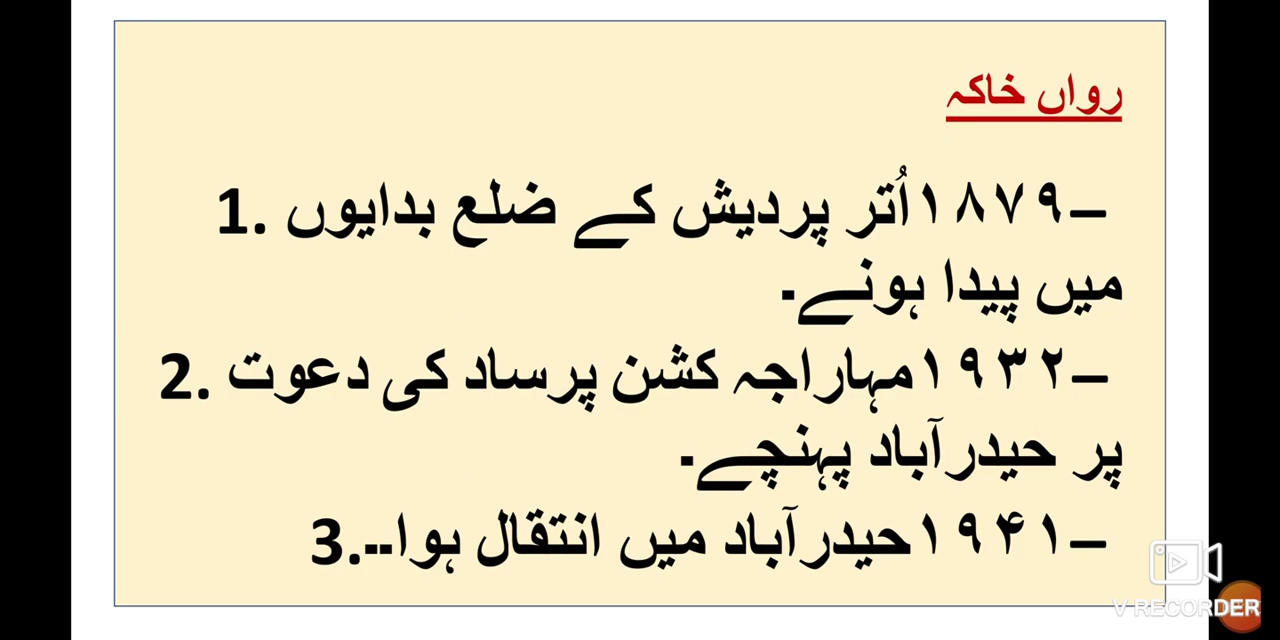 رواں خاکہ
۱۸۷۹– اُتر پردیش کے ضلع بدایوں .1
میں پیدا ہونے۔
۱۹۳۲– مہاراجہ کشن پرساد کی دعوت .2
پر حیدرآباد پہنچے۔
۱۹۴۱– حیدرآباد میں انتقال ہوا۔۔.3
V RECORDER